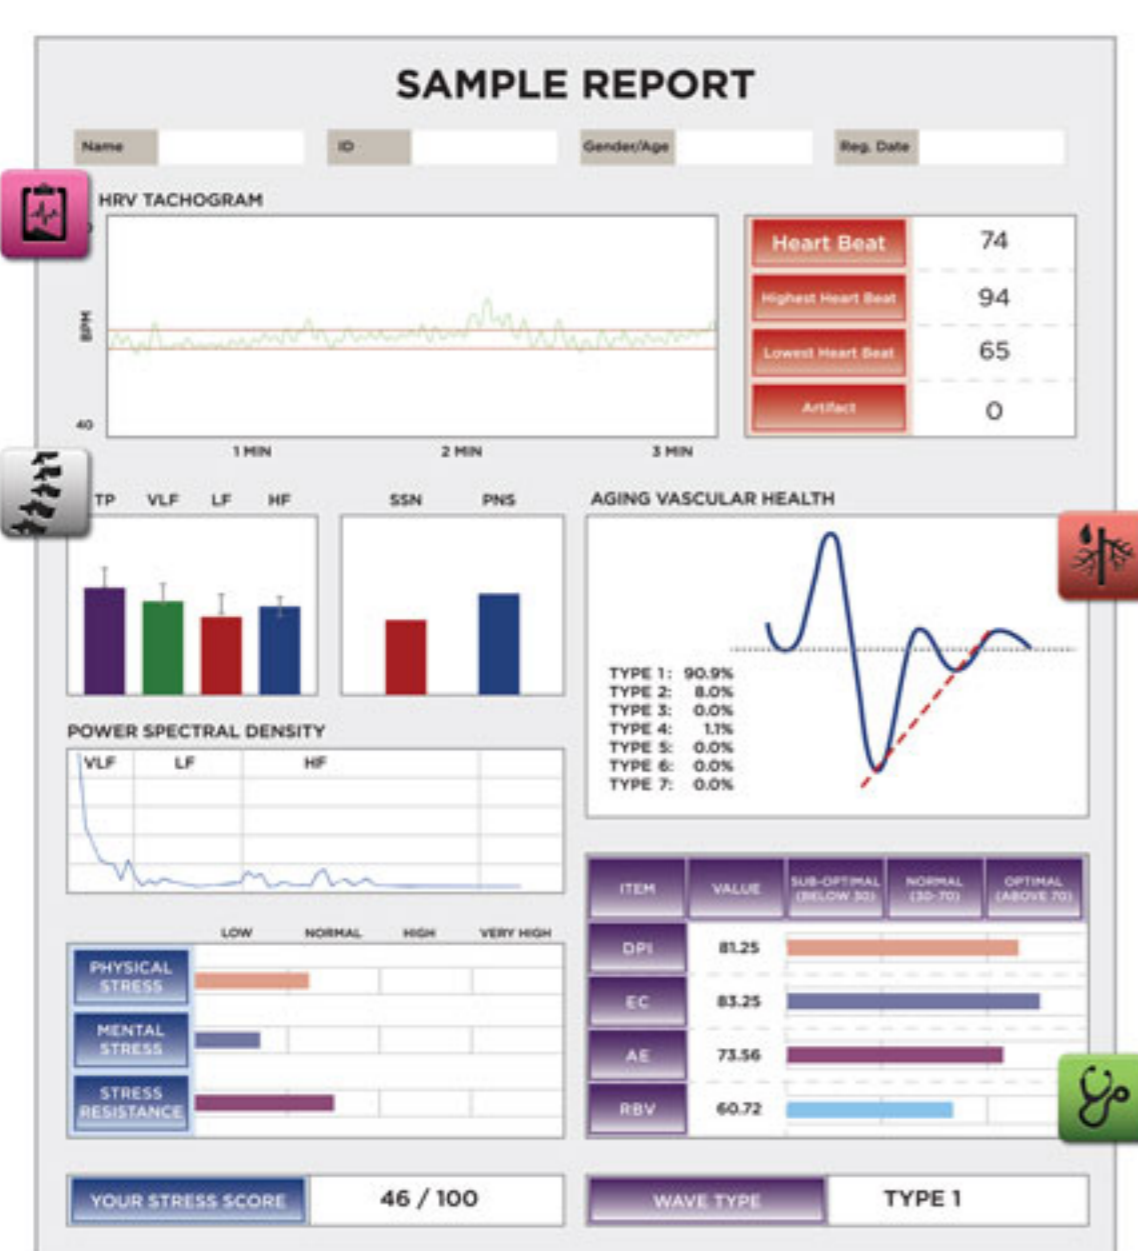 SAMPLE REPORT
Name
ID
Gender/Age
Reg. Date
HRV TACHOGRAM
BPM
40
1 MIN
2 MIN
3 MIN
Heart Beat 74
Highest Heart Beat 94
Lowest Heart Beat 65
Artifact 0
TP VLF LF HF
SSN PNS
AGING VASCULAR HEALTH
TYPE 1: 90.9%
TYPE 2: 8.0%
TYPE 3: 0.0%
TYPE 4: 1.1%
TYPE 5: 0.0%
TYPE 6: 0.0%
TYPE 7: 0.0%
POWER SPECTRAL DENSITY
VLF LF HF
LOW NORMAL HIGH VERY HIGH
PHYSICAL
STRESS
MENTAL
STRESS
STRESS
RESISTANCE
ITEM
VALUE
SUB-OPTIMAL
(BELOW 30)
NORMAL
(30-70)
OPTIMAL
(ABOVE 70)
DPI 81.25
EC 83.25
AE 73.56
RBV 60.72
YOUR STRESS SCORE 46 / 100
WAVE TYPE TYPE 1